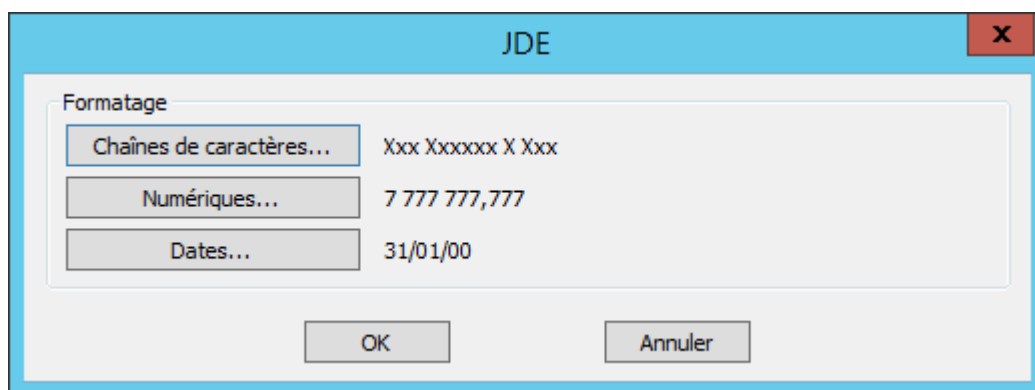 JDE
x
Formatage
Chaînes de caractères... Xxx Xxxxxx X Xxx
Numériques... 7 777 777,777
Dates... 31/01/00
OK Annuler